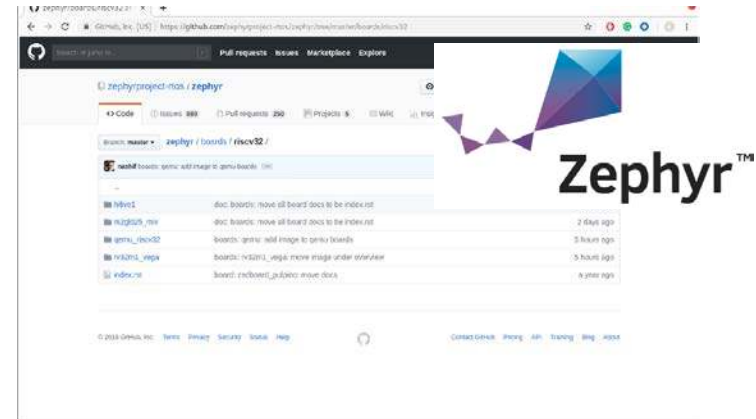 GitHub, Inc. [US] | https://github.com/zephyrproject-rtos/zephyr/tree/master/boards/riscv32
Pull requests Issues Marketplace Explore
zephyrproject-rtos / zephyr
Code Issues Pull requests 250 Projects 5 Wiki
Branch: master zephyr / boards / riscv32 /
Zephyr™
nashif boards: qemu: add image to qemu boards
..
hifive1 doc: boards: move all board docs to be index.rst
m2gl025_miv doc: boards: move all board docs to be index.rst 2 days ago
qemu_riscv32 boards: qemu: add image to qemu boards 5 hours ago
rv32m1_vega boards: rv32m1_vega: move image under overview 5 hours ago
index.rst board: zedboard_pulpino: move docs a year ago
GitHub, Inc. Terms Privacy Security Status Help Contact GitHub Pricing API Training Blog About